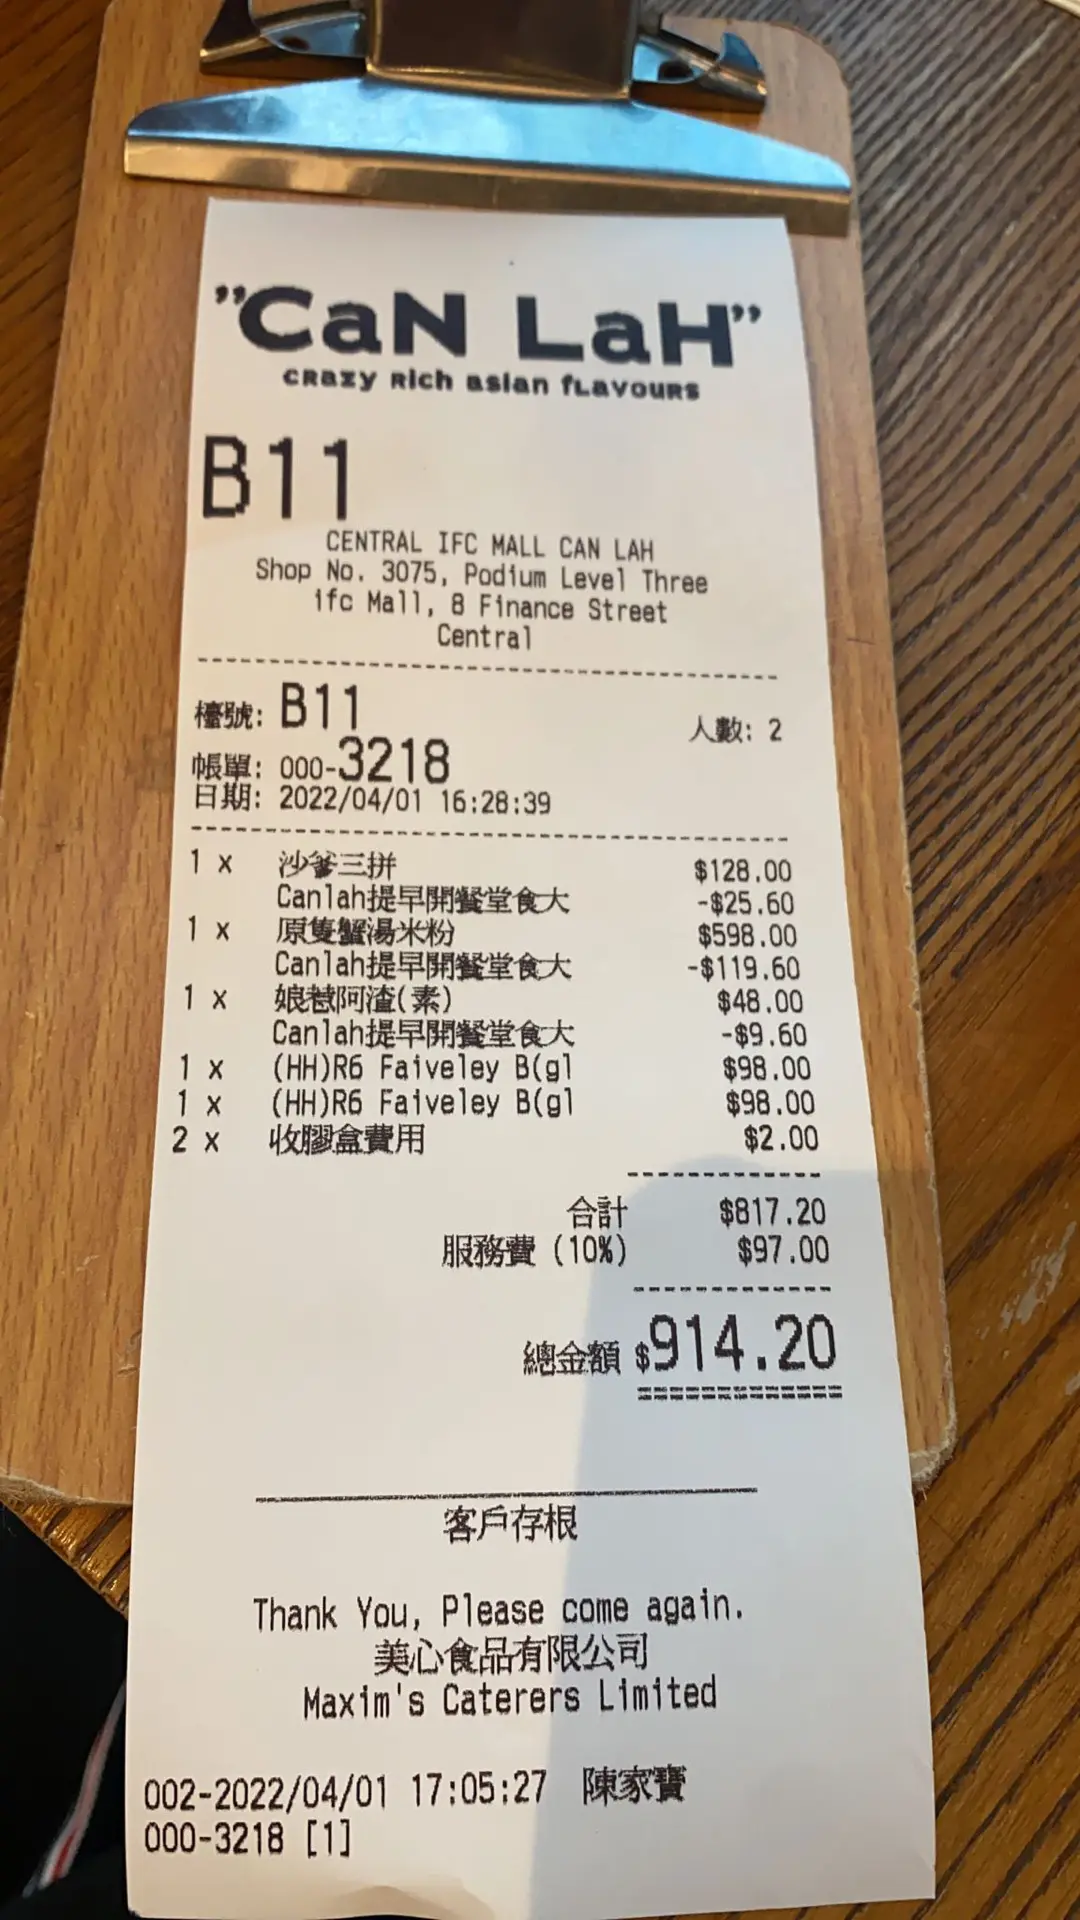 "CaN LaH"
CRaZy Rich asian fLavouRs
B11
CENTRAL IFC MALL CAN LAH
Shop No. 3075, Podium Level Three
ifc Mall, 8 Finance Street
Central
檯號: B11 人數: 2
帳單: 000-3218
日期: 2022/04/01 16:28:39
1 x 沙爹三拼 $128.00
Canlah提早開餐堂食大 -$25.60
1 x 原隻蟹湯米粉 $598.00
Canlah提早開餐堂食大 -$119.60
1 x 娘惹阿渣(素) $48.00
Canlah提早開餐堂食大 -$9.60
1 x (HH)R6 Faiveley B(gl $98.00
1 x (HH)R6 Faiveley B(gl $98.00
2 x 收膠盒費用 $2.00
合計 $817.20
服務費 (10%) $97.00
總金額 $914.20
客戶存根
Thank You, Please come again.
美心食品有限公司
Maxim's Caterers Limited
002-2022/04/01 17:05:27 陳家寶
000-3218 [1]